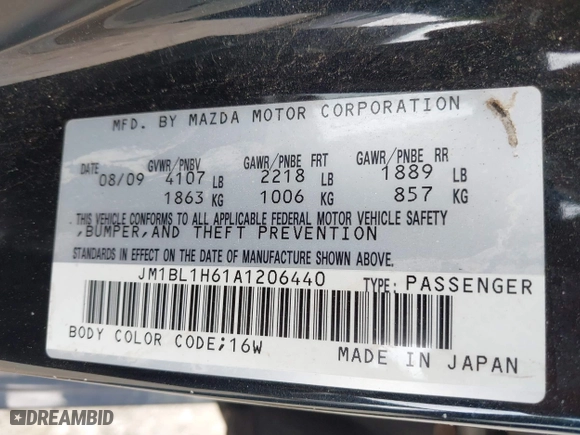 MFD. BY MAZDA MOTOR CORPORATION
DATE GVWR/PNBV GAWR/PNBE FRT GAWR/PNBE RR
08/09 4107 LB 2218 LB 1889 LB
1863 KG 1006 KG 857 KG
THIS VEHICLE CONFORMS TO ALL APPLICABLE FEDERAL MOTOR VEHICLE SAFETY
,BUMPER,AND THEFT PREVENTION
STANDARDS IN EFFECT ON THE DATE OF MANUFACTURE SHOWN ABOVE.
JM1BL1H61A1206440 TYPE: PASSENGER
BODY COLOR CODE;16W
MADE IN JAPAN
DREAMBID